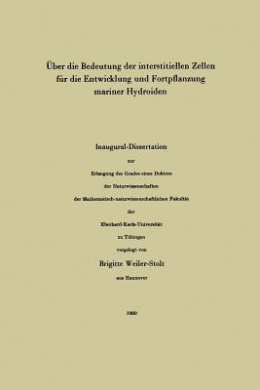 Über die Bedeutung der interstitiellen Zellen
für die Entwicklung und Fortpflanzung
mariner Hydroiden
Inaugural-Dissertation
zur
Erlangung des Grades eines Doktors
der Naturwissenschaften
der Mathematisch-naturwissenschaftlichen Fakultät
der
Eberhard-Karls-Universität
zu Tübingen
vorgelegt von
Brigitte Weiler-Stolt
aus Hannover
1960